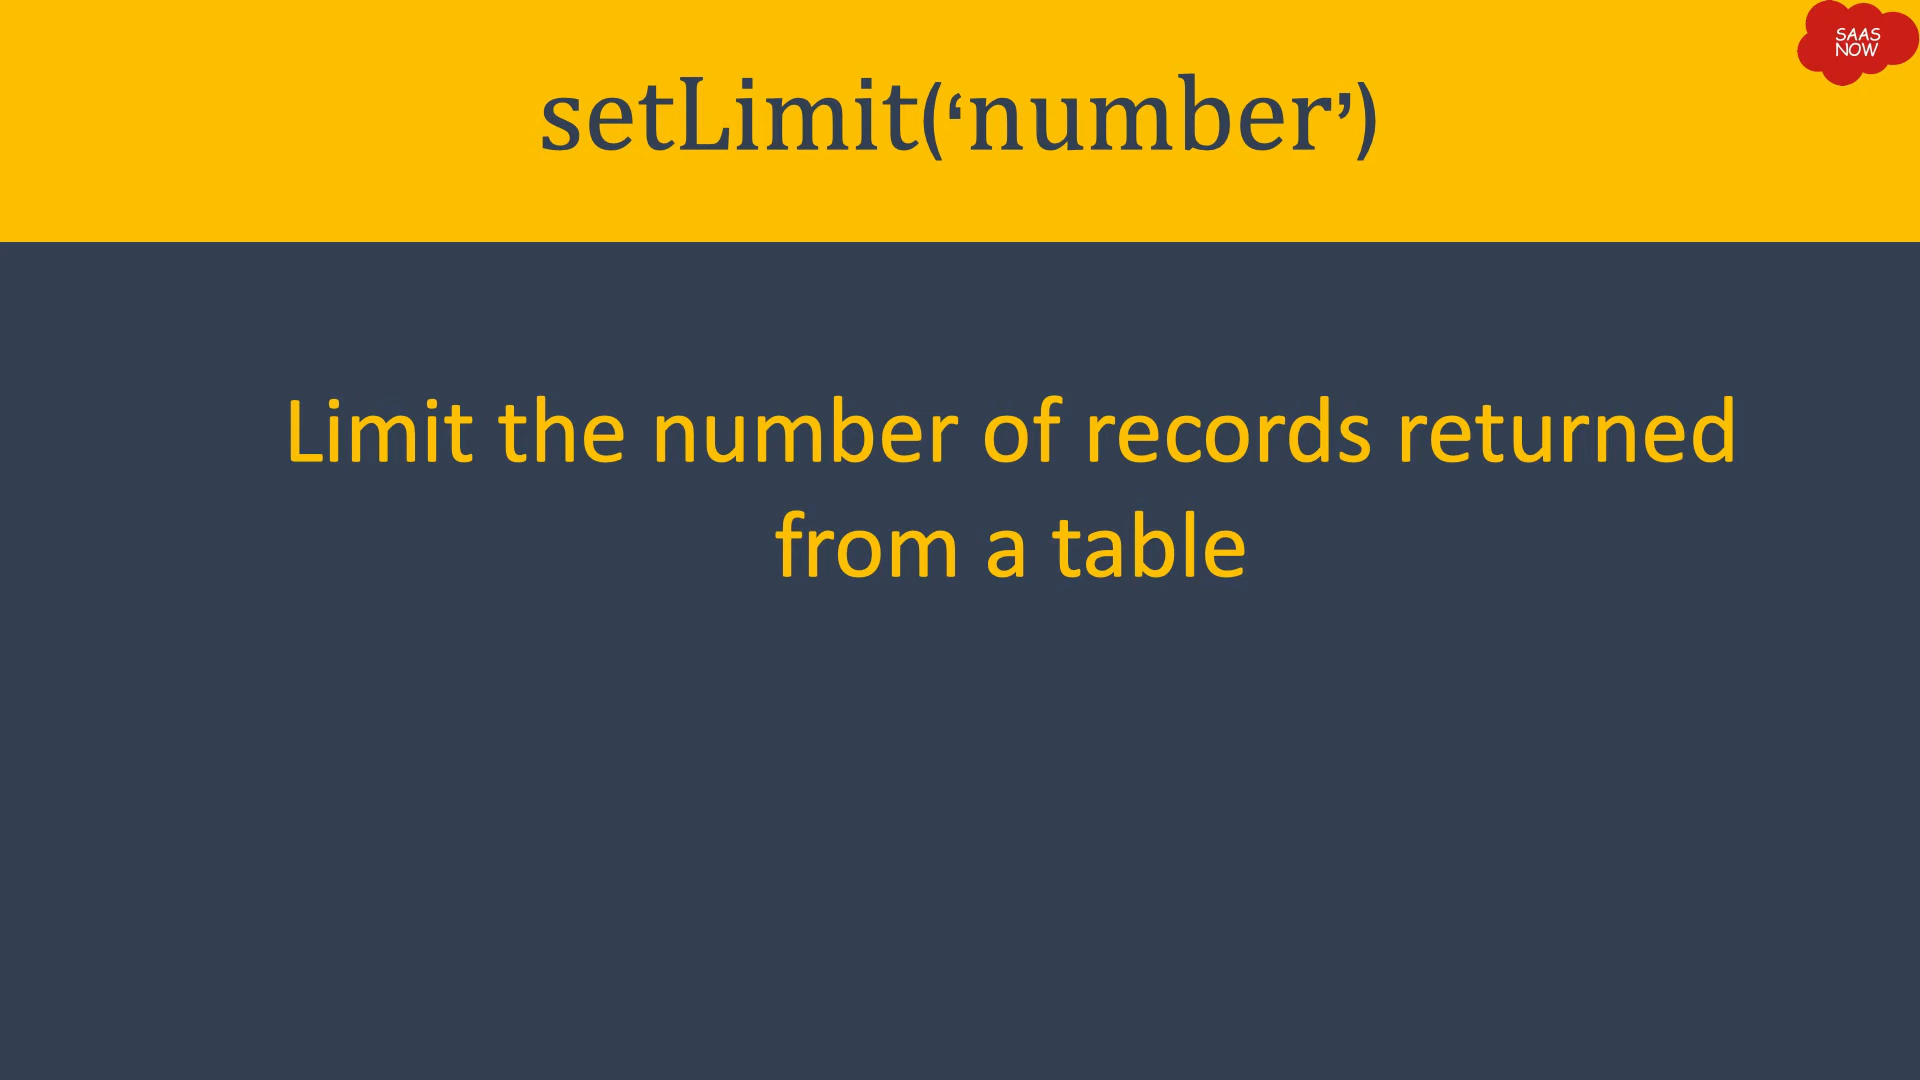 SAAS
NOW
setLimit(‘number’)
Limit the number of records returned
from a table